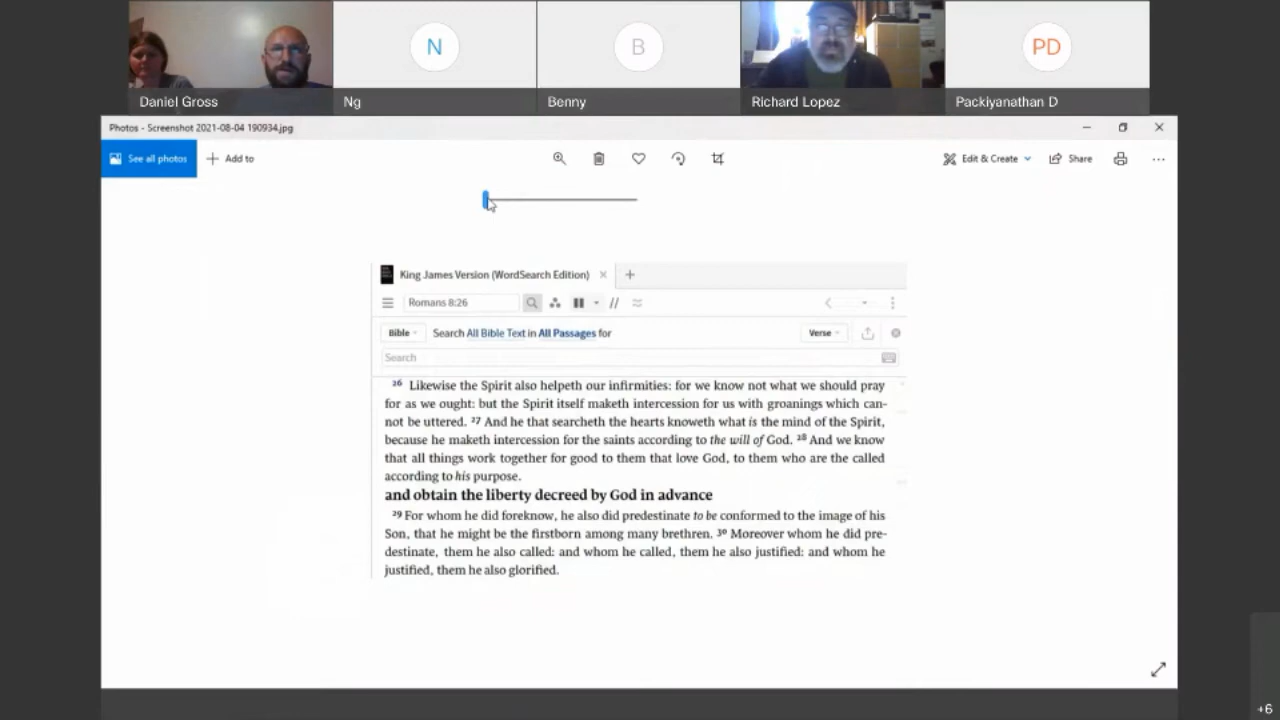 N
B
PD
Daniel Gross
Ng
Benny
Richard Lopez
Packiyanathan D
Photos - Screenshot 2021-08-04 190934.jpg
See all photos
Add to
Edit & Create
Share
King James Version (WordSearch Edition)
Romans 8:26
Bible
Search All Bible Text in All Passages for
Verse
Search
26 Likewise the Spirit also helpeth our infirmities: for we know not what we should pray
for as we ought: but the Spirit itself maketh intercession for us with groanings which can-
not be uttered. 27 And he that searcheth the hearts knoweth what is the mind of the Spirit,
because he maketh intercession for the saints according to the will of God. 28 And we know
that all things work together for good to them that love God, to them who are the called
according to his purpose.
and obtain the liberty decreed by God in advance
29 For whom he did foreknow, he also did predestinate to be conformed to the image of his
Son, that he might be the firstborn among many brethren. 30 Moreover whom he did pre-
destinate, them he also called: and whom he called, them he also justified: and whom he
justified, them he also glorified.
+6